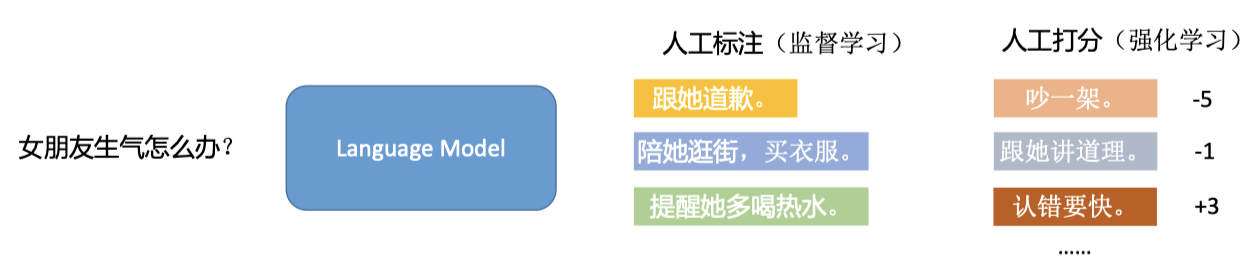 人工标注（监督学习）
人工打分（强化学习）
跟她道歉。
吵一架。
-5
女朋友生气怎么办？
Language Model
陪她逛街，买衣服。
跟她讲道理。
-1
提醒她多喝热水。
认错要快。
+3
……